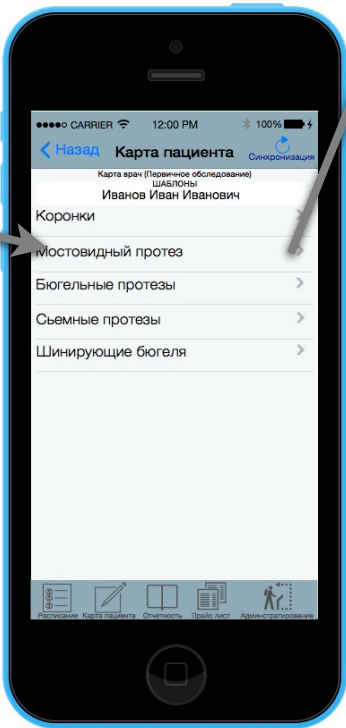 CARRIER 12:00 PM 100%
Назад Карта пациента Синхронизация
Карта врач (Первичное обследование)
ШАБЛОНЫ
Иванов Иван Иванович
Коронки
Мостовидный протез
Бюгельные протезы
Сьемные протезы
Шинирующие бюгеля
Расписание Карта пациента Отчетность Прайс лист Администратирование